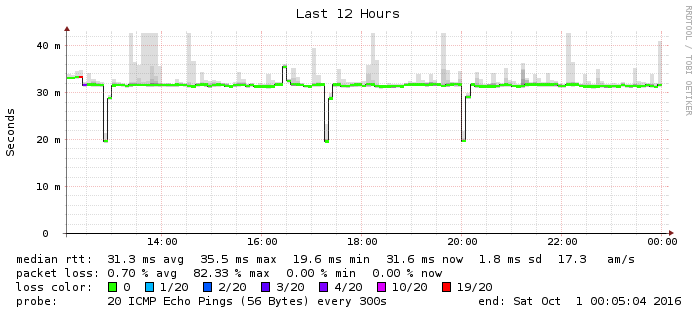 Last 12 Hours
RRDTOOL / TOBI OETIKER
Seconds
40 m
30 m
20 m
10 m
0
14:00 16:00 18:00 20:00 22:00 00:00
median rtt: 31.3 ms avg 35.5 ms max 19.6 ms min 31.6 ms now 1.8 ms sd 17.3 am/s
packet loss: 0.70 % avg 82.33 % max 0.00 % min 0.00 % now
loss color: 0 1/20 2/20 3/20 4/20 10/20 19/20
probe: 20 ICMP Echo Pings (56 Bytes) every 300s end: Sat Oct 1 00:05:04 2016